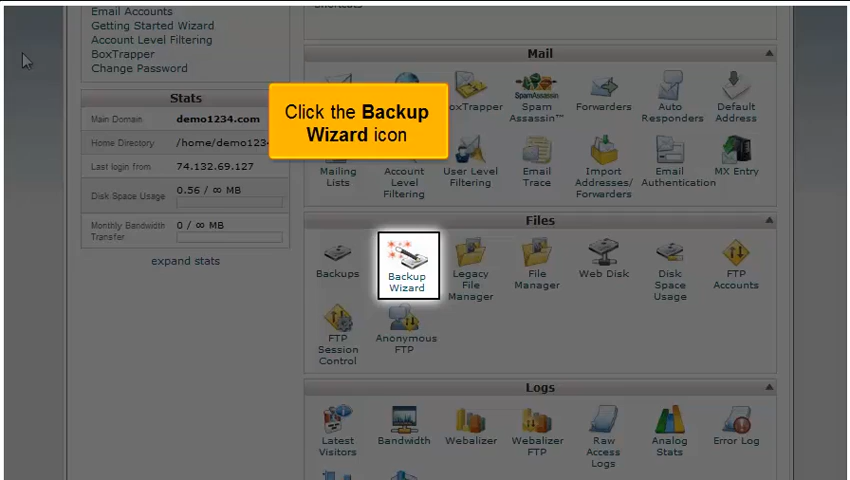 Email Accounts
Getting Started Wizard
Account Level Filtering
BoxTrapper
Change Password
Stats
Main Domain demo1234.com
Home Directory /home/demo123
Last login from 74.132.69.127
Disk Space Usage 0.56 / ∞ MB
Monthly Bandwidth Transfer 0 / ∞ MB
expand stats
Click the Backup
Wizard icon
Mail
oxTrapper
Spam
Assassin™
Forwarders
Auto
Responders
Default
Address
Mailing
Lists
Account
Level
Filtering
User Level
Filtering
Email
Trace
Import
Addresses/
Forwarders
Email
Authentication
MX Entry
Files
Backups
Backup
Wizard
Legacy
File
Manager
File
Manager
Web Disk
Disk
Space
Usage
FTP
Accounts
FTP
Session
Control
Anonymous
FTP
Logs
Latest
Visitors
Bandwidth
Webalizer
Webalizer
FTP
Raw
Access
Logs
Analog
Stats
Error Log